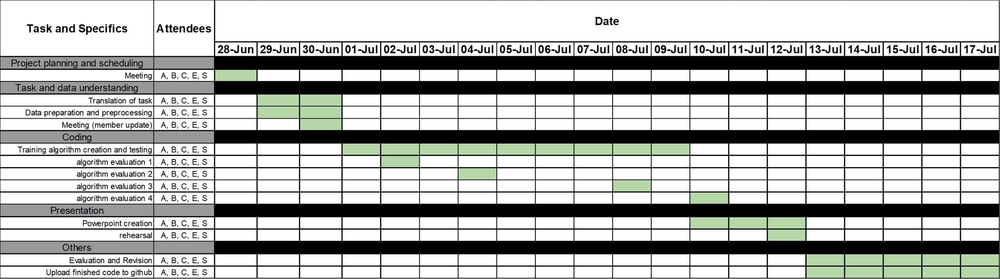 Task and Specifics Attendees Date
28-Jun 29-Jun 30-Jun 01-Jul 02-Jul 03-Jul 04-Jul 05-Jul 06-Jul 07-Jul 08-Jul 09-Jul 10-Jul 11-Jul 12-Jul 13-Jul 14-Jul 15-Jul 16-Jul 17-Jul
Project planning and scheduling
Meeting A, B, C, E, S
Task and data understanding
Translation of task A, B, C, E, S
Data preparation and preprocessing A, B, C, E, S
Meeting (member update) A, B, C, E, S
Coding
Training algorithm creation and testing A, B, C, E, S
algorithm evaluation 1 A, B, C, E, S
algorithm evaluation 2 A, B, C, E, S
algorithm evaluation 3 A, B, C, E, S
algorithm evaluation 4 A, B, C, E, S
Presentation
Powerpoint creation A, B, C, E, S
rehearsal A, B, C, E, S
Others
Evaluation and Revision A, B, C, E, S
Upload finished code to github A, B, C, E, S